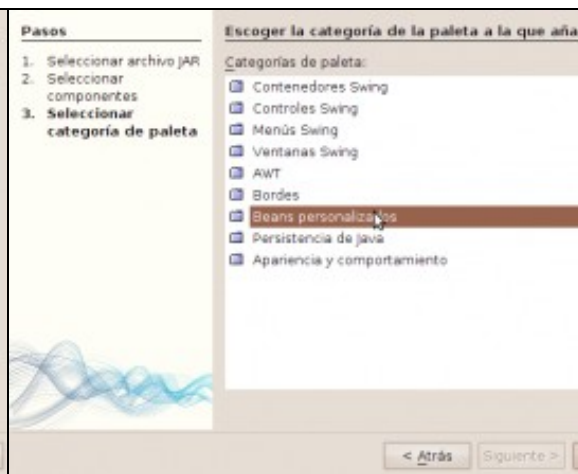 Pasos
1. Seleccionar archivo JAR
2. Seleccionar
componentes
3. Seleccionar
categoría de paleta
Escoger la categoría de la paleta a la que aña
Categorías de paleta:
Contenedores Swing
Controles Swing
Menús Swing
Ventanas Swing
AWT
Bordes
Beans personalizados
Persistencia de Java
Apariencia y comportamiento
< Atrás
Siguiente >